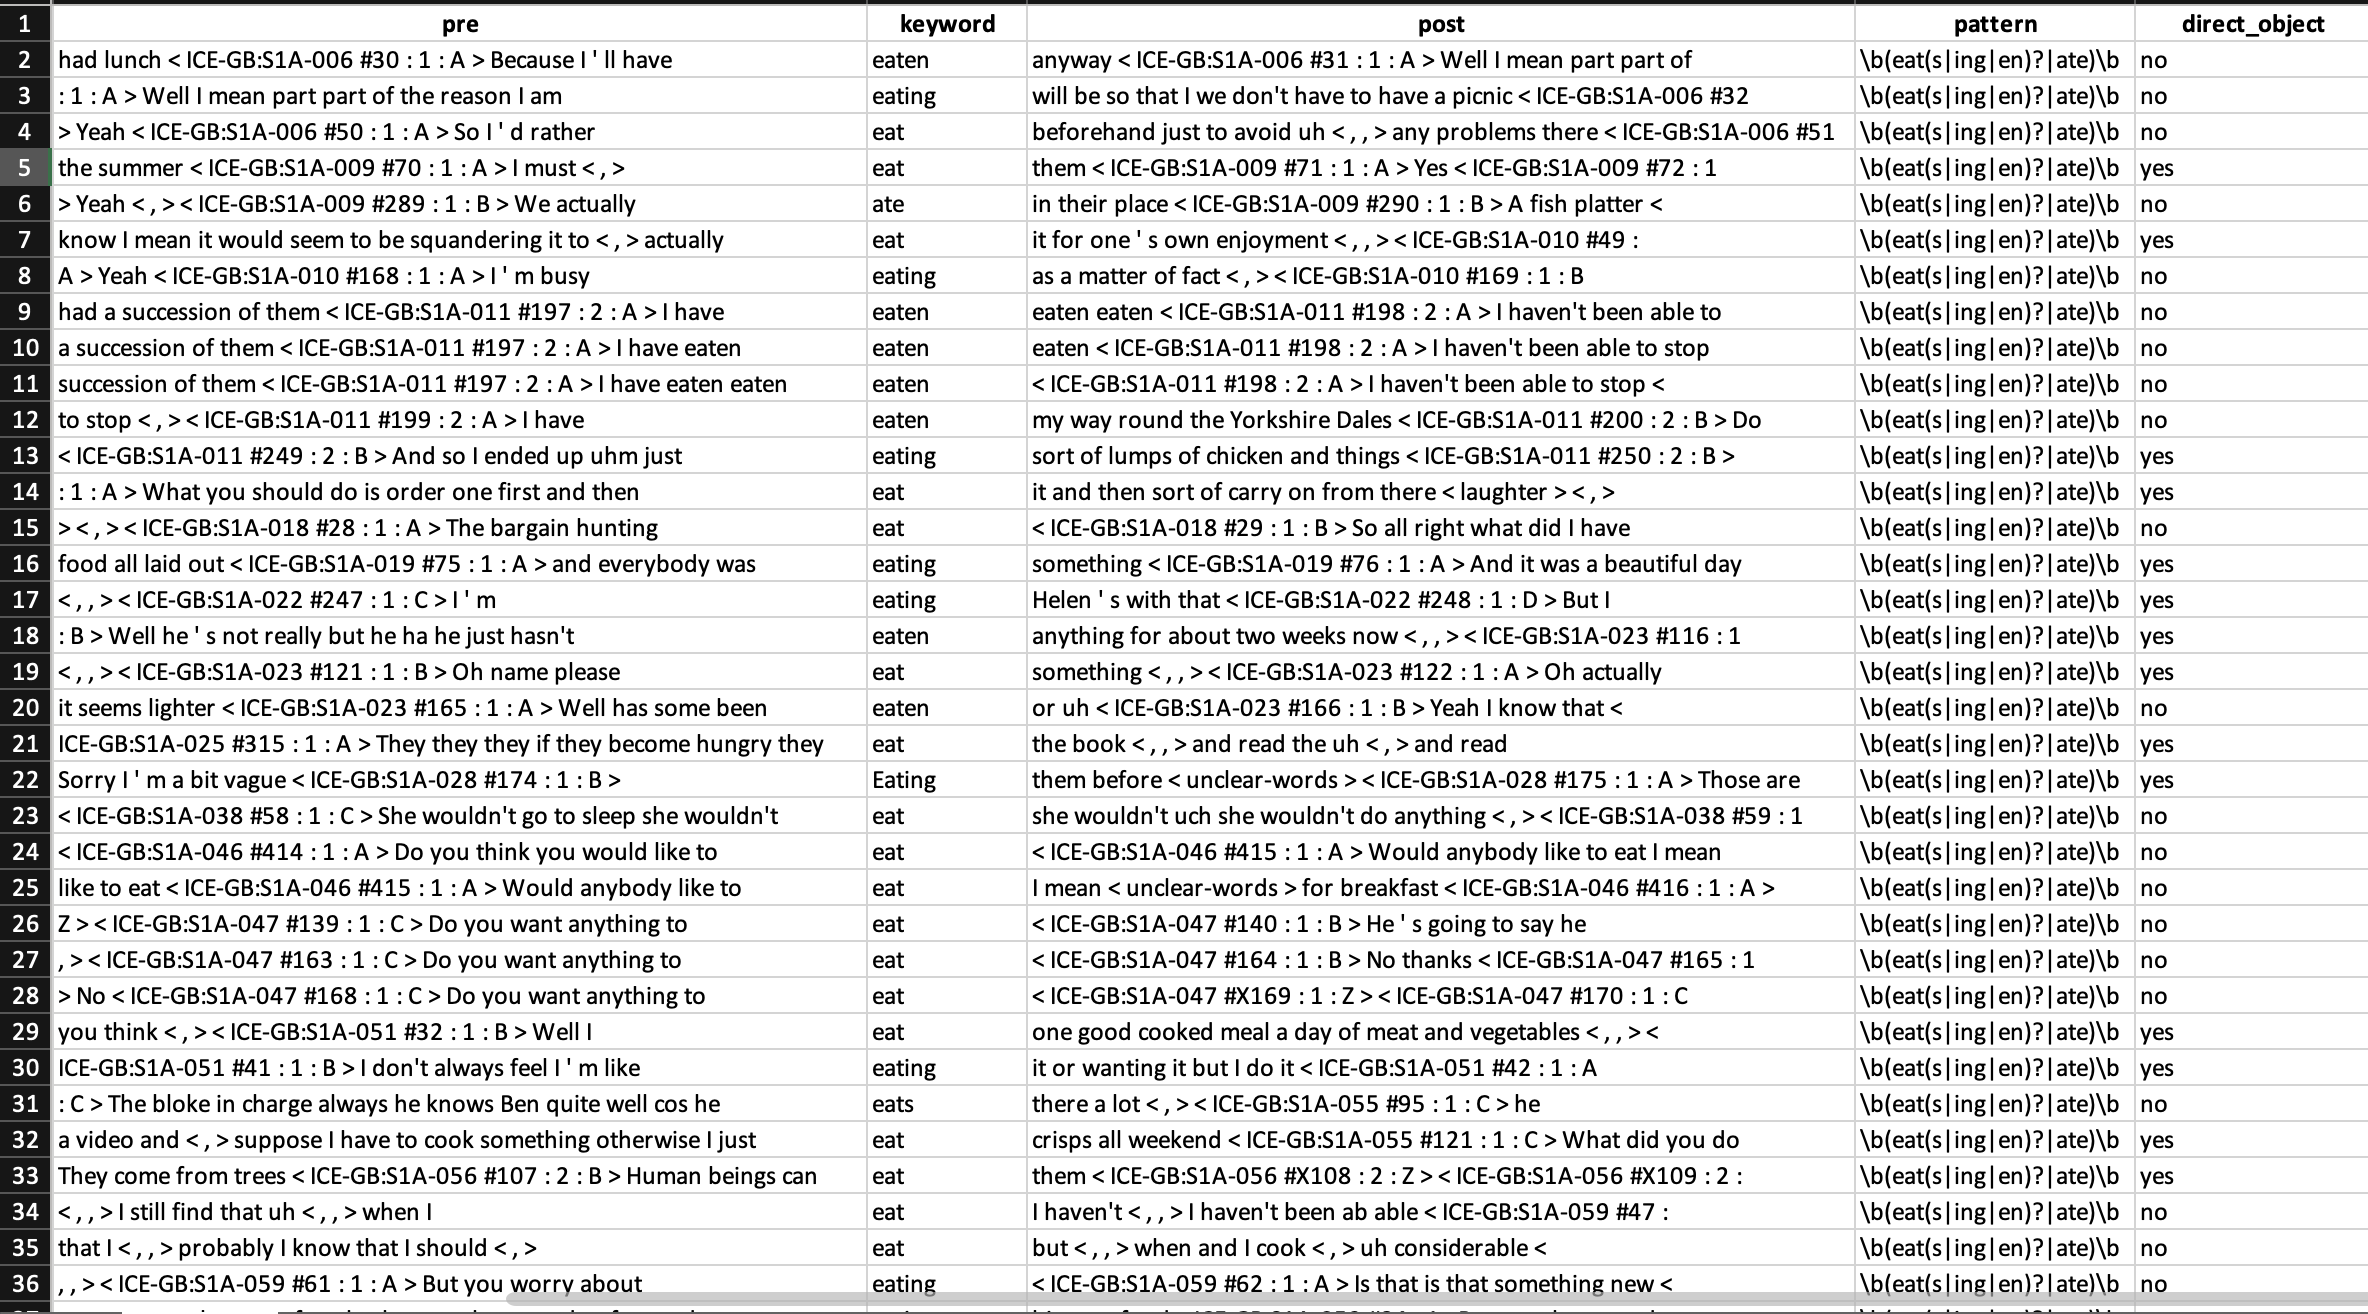 1 pre keyword post pattern direct_object
2 had lunch < ICE-GB:S1A-006 #30 : 1 : A > Because I ' ll have eaten anyway < ICE-GB:S1A-006 #31 : 1 : A > Well I mean part part of \b(eat(s|ing|en)?|ate)\b no
3 : 1 : A > Well I mean part part of the reason I am eating will be so that I we don't have to have a picnic < ICE-GB:S1A-006 #32 \b(eat(s|ing|en)?|ate)\b no
4 > Yeah < ICE-GB:S1A-006 #50 : 1 : A > So I ' d rather eat beforehand just to avoid uh < , , > any problems there < ICE-GB:S1A-006 #51 \b(eat(s|ing|en)?|ate)\b no
5 the summer < ICE-GB:S1A-009 #70 : 1 : A > I must < , > eat them < ICE-GB:S1A-009 #71 : 1 : A > Yes < ICE-GB:S1A-009 #72 : 1 \b(eat(s|ing|en)?|ate)\b yes
6 > Yeah < , > < ICE-GB:S1A-009 #289 : 1 : B > We actually ate in their place < ICE-GB:S1A-009 #290 : 1 : B > A fish platter < \b(eat(s|ing|en)?|ate)\b no
7 know I mean it would seem to be squandering it to < , > actually eat it for one ' s own enjoyment < , , > < ICE-GB:S1A-010 #49 : \b(eat(s|ing|en)?|ate)\b yes
8 A > Yeah < ICE-GB:S1A-010 #168 : 1 : A > I ' m busy eating as a matter of fact < , > < ICE-GB:S1A-010 #169 : 1 : B \b(eat(s|ing|en)?|ate)\b no
9 had a succession of them < ICE-GB:S1A-011 #197 : 2 : A > I have eaten eaten eaten < ICE-GB:S1A-011 #198 : 2 : A > I haven't been able to \b(eat(s|ing|en)?|ate)\b no
10 a succession of them < ICE-GB:S1A-011 #197 : 2 : A > I have eaten eaten eaten < ICE-GB:S1A-011 #198 : 2 : A > I haven't been able to stop \b(eat(s|ing|en)?|ate)\b no
11 succession of them < ICE-GB:S1A-011 #197 : 2 : A > I have eaten eaten eaten < ICE-GB:S1A-011 #198 : 2 : A > I haven't been able to stop < \b(eat(s|ing|en)?|ate)\b no
12 to stop < , > < ICE-GB:S1A-011 #199 : 2 : A > I have eaten my way round the Yorkshire Dales < ICE-GB:S1A-011 #200 : 2 : B > Do \b(eat(s|ing|en)?|ate)\b no
13 < ICE-GB:S1A-011 #249 : 2 : B > And so I ended up uhm just eating sort of lumps of chicken and things < ICE-GB:S1A-011 #250 : 2 : B > \b(eat(s|ing|en)?|ate)\b yes
14 : 1 : A > What you should do is order one first and then eat it and then sort of carry on from there < laughter > < , > \b(eat(s|ing|en)?|ate)\b yes
15 > < , > < ICE-GB:S1A-018 #28 : 1 : A > The bargain hunting eat < ICE-GB:S1A-018 #29 : 1 : B > So all right what did I have \b(eat(s|ing|en)?|ate)\b no
16 food all laid out < ICE-GB:S1A-019 #75 : 1 : A > and everybody was eating something < ICE-GB:S1A-019 #76 : 1 : A > And it was a beautiful day \b(eat(s|ing|en)?|ate)\b yes
17 < , , > < ICE-GB:S1A-022 #247 : 1 : C > I ' m eating Helen ' s with that < ICE-GB:S1A-022 #248 : 1 : D > But I \b(eat(s|ing|en)?|ate)\b yes
18 : B > Well he ' s not really but he ha he just hasn't eaten anything for about two weeks now < , , > < ICE-GB:S1A-023 #116 : 1 \b(eat(s|ing|en)?|ate)\b yes
19 < , , > < ICE-GB:S1A-023 #121 : 1 : B > Oh name please eat something < , , > < ICE-GB:S1A-023 #122 : 1 : A > Oh actually \b(eat(s|ing|en)?|ate)\b yes
20 it seems lighter < ICE-GB:S1A-023 #165 : 1 : A > Well has some been eaten or uh < ICE-GB:S1A-023 #166 : 1 : B > Yeah I know that < \b(eat(s|ing|en)?|ate)\b no
21 ICE-GB:S1A-025 #315 : 1 : A > They they they if they become hungry they eat the book < , , > and read the uh < , > and read \b(eat(s|ing|en)?|ate)\b yes
22 Sorry I ' m a bit vague < ICE-GB:S1A-028 #174 : 1 : B > Eating them before < unclear-words > < ICE-GB:S1A-028 #175 : 1 : A > Those are \b(eat(s|ing|en)?|ate)\b yes
23 < ICE-GB:S1A-038 #58 : 1 : C > She wouldn't go to sleep she wouldn't eat she wouldn't uch she wouldn't do anything < , > < ICE-GB:S1A-038 #59 : 1 \b(eat(s|ing|en)?|ate)\b no
24 < ICE-GB:S1A-046 #414 : 1 : A > Do you think you would like to eat < ICE-GB:S1A-046 #415 : 1 : A > Would anybody like to eat I mean \b(eat(s|ing|en)?|ate)\b no
25 like to eat < ICE-GB:S1A-046 #415 : 1 : A > Would anybody like to eat I mean < unclear-words > for breakfast < ICE-GB:S1A-046 #416 : 1 : A > \b(eat(s|ing|en)?|ate)\b no
26 Z > < ICE-GB:S1A-047 #139 : 1 : C > Do you want anything to eat < ICE-GB:S1A-047 #140 : 1 : B > He ' s going to say he \b(eat(s|ing|en)?|ate)\b no
27 , > < ICE-GB:S1A-047 #163 : 1 : C > Do you want anything to eat < ICE-GB:S1A-047 #164 : 1 : B > No thanks < ICE-GB:S1A-047 #165 : 1 \b(eat(s|ing|en)?|ate)\b no
28 > No < ICE-GB:S1A-047 #168 : 1 : C > Do you want anything to eat < ICE-GB:S1A-047 #X169 : 1 : Z > < ICE-GB:S1A-047 #170 : 1 : C \b(eat(s|ing|en)?|ate)\b no
29 you think < , > < ICE-GB:S1A-051 #32 : 1 : B > Well I eat one good cooked meal a day of meat and vegetables < , , > < \b(eat(s|ing|en)?|ate)\b yes
30 ICE-GB:S1A-051 #41 : 1 : B > I don't always feel I ' m like eating it or wanting it but I do it < ICE-GB:S1A-051 #42 : 1 : A \b(eat(s|ing|en)?|ate)\b yes
31 : C > The bloke in charge always he knows Ben quite well cos he eats there a lot < , > < ICE-GB:S1A-055 #95 : 1 : C > he \b(eat(s|ing|en)?|ate)\b no
32 a video and < , > suppose I have to cook something otherwise I just eat crisps all weekend < ICE-GB:S1A-055 #121 : 1 : C > What did you do \b(eat(s|ing|en)?|ate)\b yes
33 They come from trees < ICE-GB:S1A-056 #107 : 2 : B > Human beings can eat them < ICE-GB:S1A-056 #X108 : 2 : Z > < ICE-GB:S1A-056 #X109 : 2 : \b(eat(s|ing|en)?|ate)\b yes
34 < , , > I still find that uh < , , > when I eat I haven't < , , > I haven't been ab able < ICE-GB:S1A-059 #47 : \b(eat(s|ing|en)?|ate)\b no
35 that I < , , > probably I know that I should < , > eat but < , , > when and I cook < , > uh considerable < \b(eat(s|ing|en)?|ate)\b no
36 , , > < ICE-GB:S1A-059 #61 : 1 : A > But you worry about eating < ICE-GB:S1A-059 #62 : 1 : A > Is that is that something new < \b(eat(s|ing|en)?|ate)\b no